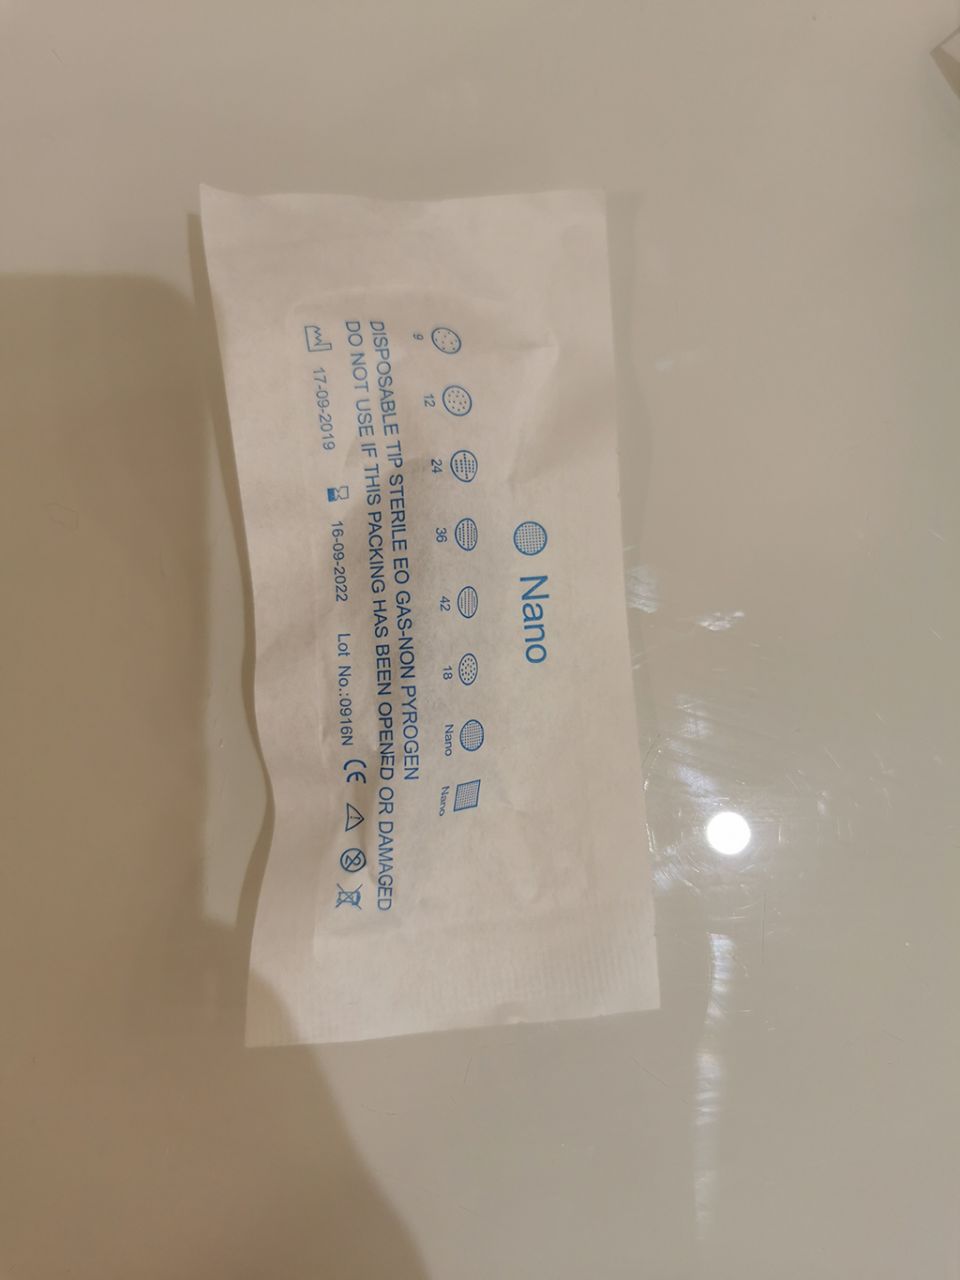 Nano
9 12 24 36 42 18 Nano Nano
DISPOSABLE TIP STERILE EO GAS-NON PYROGEN
DO NOT USE IF THIS PACKING HAS BEEN OPENED OR DAMAGED
17-09-2019 16-09-2022 Lot No.:0916N CE 2